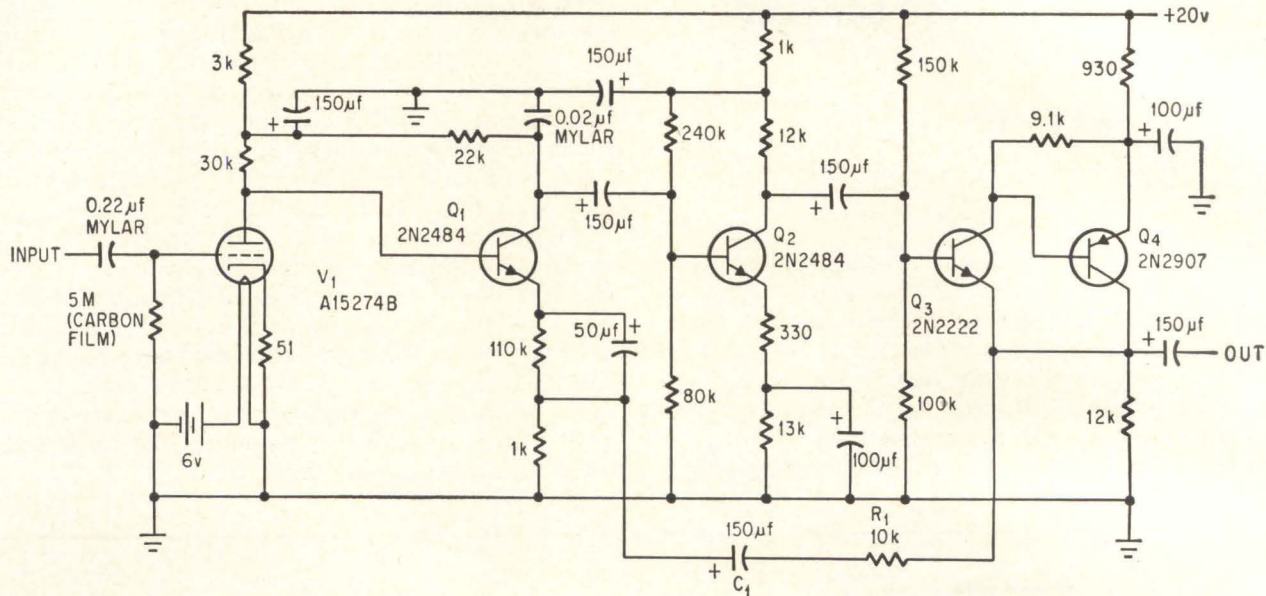 +20v
3k
150µf
+
150µf
+
0.02µf
MYLAR
22k
30k
1k
240k
12k
150k
930
9.1k
100µf
+
150µf
+
150µf
+
0.22µf
MYLAR
INPUT
5M
(CARBON
FILM)
6v
V1
A15274B
51
Q1
2N2484
110k
50µf
+
1k
80k
Q2
2N2484
330
13k
100µf
+
Q3
2N2222
100k
Q4
2N2907
150µf
+
OUT
12k
150µf
+
C1
R1
10k